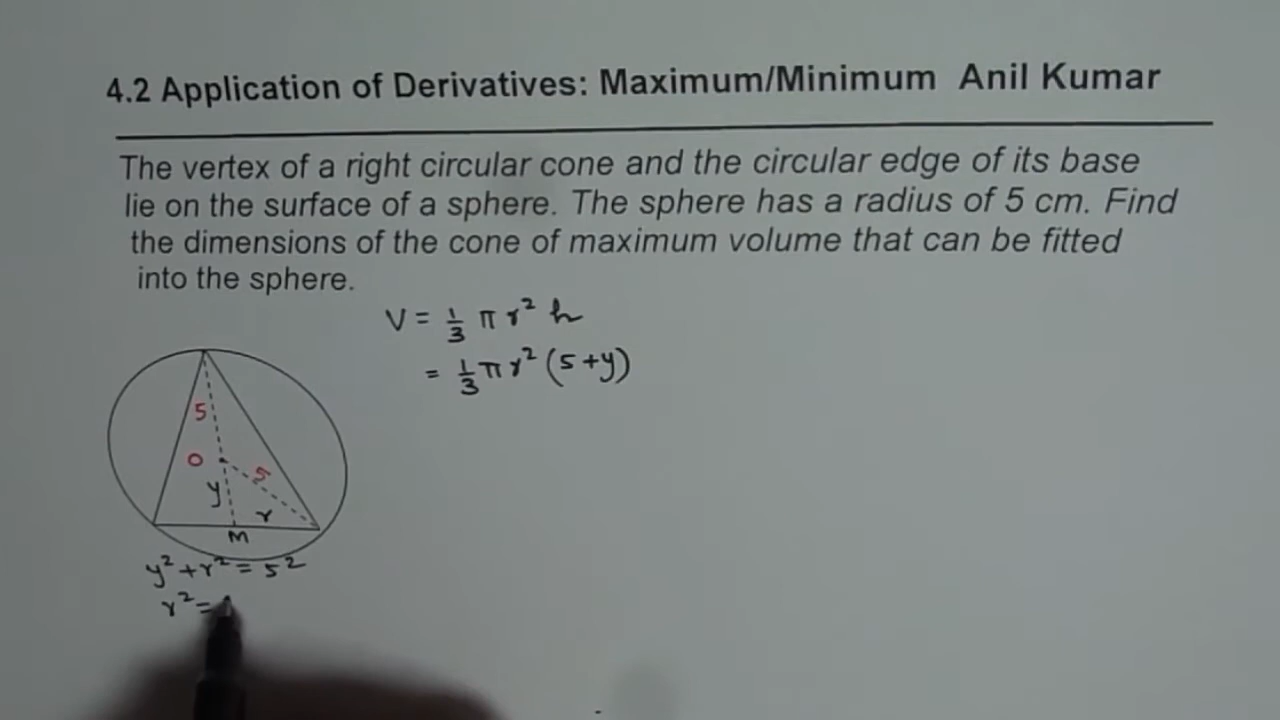 4.2 Application of Derivatives: Maximum/Minimum Anil Kumar
The vertex of a right circular cone and the circular edge of its base
lie on the surface of a sphere. The sphere has a radius of 5 cm. Find
the dimensions of the cone of maximum volume that can be fitted
into the sphere.
V = 1/3 π r² h
= 1/3 π r² (5 + y)
5
O
5
y
r
M
y² + r² = 5²
r² =